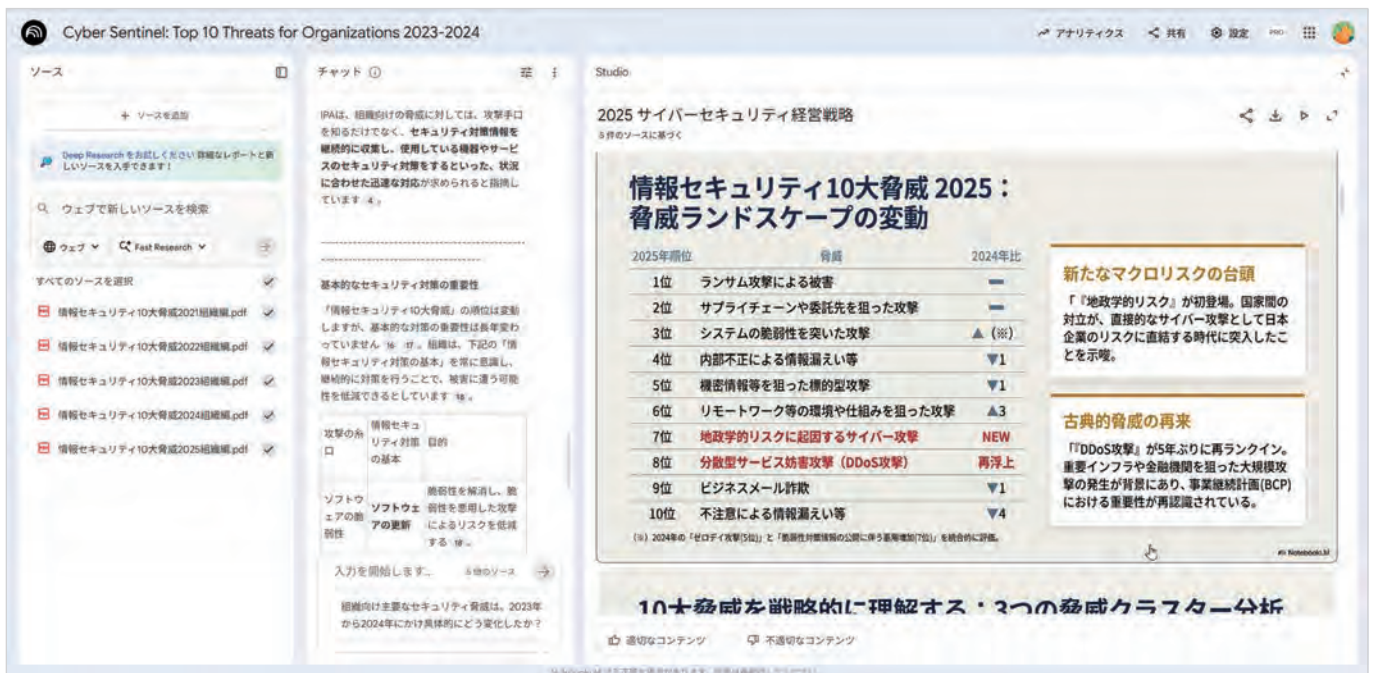 Cyber Sentinel: Top 10 Threats for Organizations 2023-2024
アナリティクス
共有
設定
PRO
ソース
+ ソースを追加
Deep Research をお試しください 詳細なレポートと新
しいソースを入手できます！
ウェブで新しいソースを検索
ウェブ
Fast Research
すべてのソースを選択
情報セキュリティ10大脅威2021組織編.pdf
情報セキュリティ10大脅威2022組織編.pdf
情報セキュリティ10大脅威2023組織編.pdf
情報セキュリティ10大脅威2024組織編.pdf
情報セキュリティ10大脅威2025組織編.pdf
チャット
IPAは、組織向けの脅威に対しては、攻撃手口
を知るだけでなく、セキュリティ対策情報を
継続的に収集し、使用している機器やサービ
スのセキュリティ対策をするといった、状況
に合わせた迅速な対応が求められると指摘し
ています 4 。
基本的なセキュリティ対策の重要性
「情報セキュリティ10大脅威」の順位は変動
しますが、基本的な対策の重要性は長年変わ
っていません 16 17 。組織は、下記の「情
報セキュリティ対策の基本」を常に意識し、
継続的に対策を行うことで、被害に遭う可能
性を低減できるとしています 18 。
攻撃の糸口
情報セキュリティ対策の基本
目的
ソフトウェアの脆弱性
ソフトウェアの更新
脆弱性を解消し、脆
弱性を悪用した攻撃
によるリスクを低減
する
入力を開始します...
5 個のソース
組織向け主要なセキュリティ脅威は、2023年
から2024年にかけ具体的にどう変化したか？
Studio
2025 サイバーセキュリティ経営戦略
5 件のソースに基づく
情報セキュリティ10大脅威 2025：
脅威ランドスケープの変動
2025年順位 脅威 2024年比
1位 ランサム攻撃による被害 ー
2位 サプライチェーンや委託先を狙った攻撃 ー
3位 システムの脆弱性を突いた攻撃 ▲（※）
4位 内部不正による情報漏えい等 ▼1
5位 機密情報等を狙った標的型攻撃 ▼1
6位 リモートワーク等の環境や仕組みを狙った攻撃 ▲3
7位 地政学的リスクに起因するサイバー攻撃 NEW
8位 分散型サービス妨害攻撃（DDoS攻撃） 再浮上
9位 ビジネスメール詐欺 ▼1
10位 不注意による情報漏えい等 ▼4
（※）2024年の「ゼロデイ攻撃(5位)」と「脆弱性対策情報の公開に伴う悪用増加(7位)」を統合的に評価。
新たなマクロリスクの台頭
「『地政学的リスク』が初登場。国家間の
対立が、直接的なサイバー攻撃として日本
企業のリスクに直結する時代に突入したこ
とを示唆。
古典的脅威の再来
「『DDoS攻撃』が5年ぶりに再ランクイン。
重要インフラや金融機関を狙った大規模攻
撃の発生が背景にあり、事業継続計画(BCP)
における重要性が再認識されている。
NotebookLM
10大脅威を戦略的に理解する：3つの脅威クラスター分析
適切なコンテンツ
不適切なコンテンツ